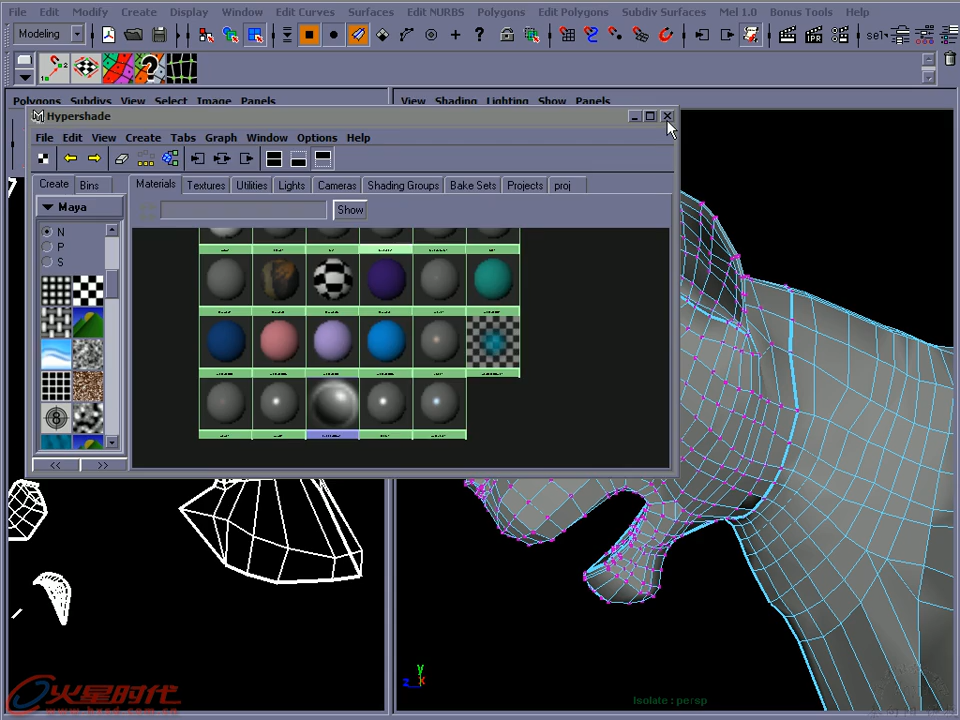 File Edit Modify Create Display Window Edit Curves Surfaces Edit NURBS Polygons Edit Polygons Subdiv Surfaces Mel 1.0 Bonus Tools Help
Modeling
sel
Polygons Subdivs View Select Image Panels
View Shading Lighting Show Panels
Hypershade
File Edit View Create Tabs Graph Window Options Help
Create Bins
Materials Textures Utilities Lights Cameras Shading Groups Bake Sets Projects proj
Maya
Show
N
P
S
<< >>
y
z x
Isolate : persp
火星时代